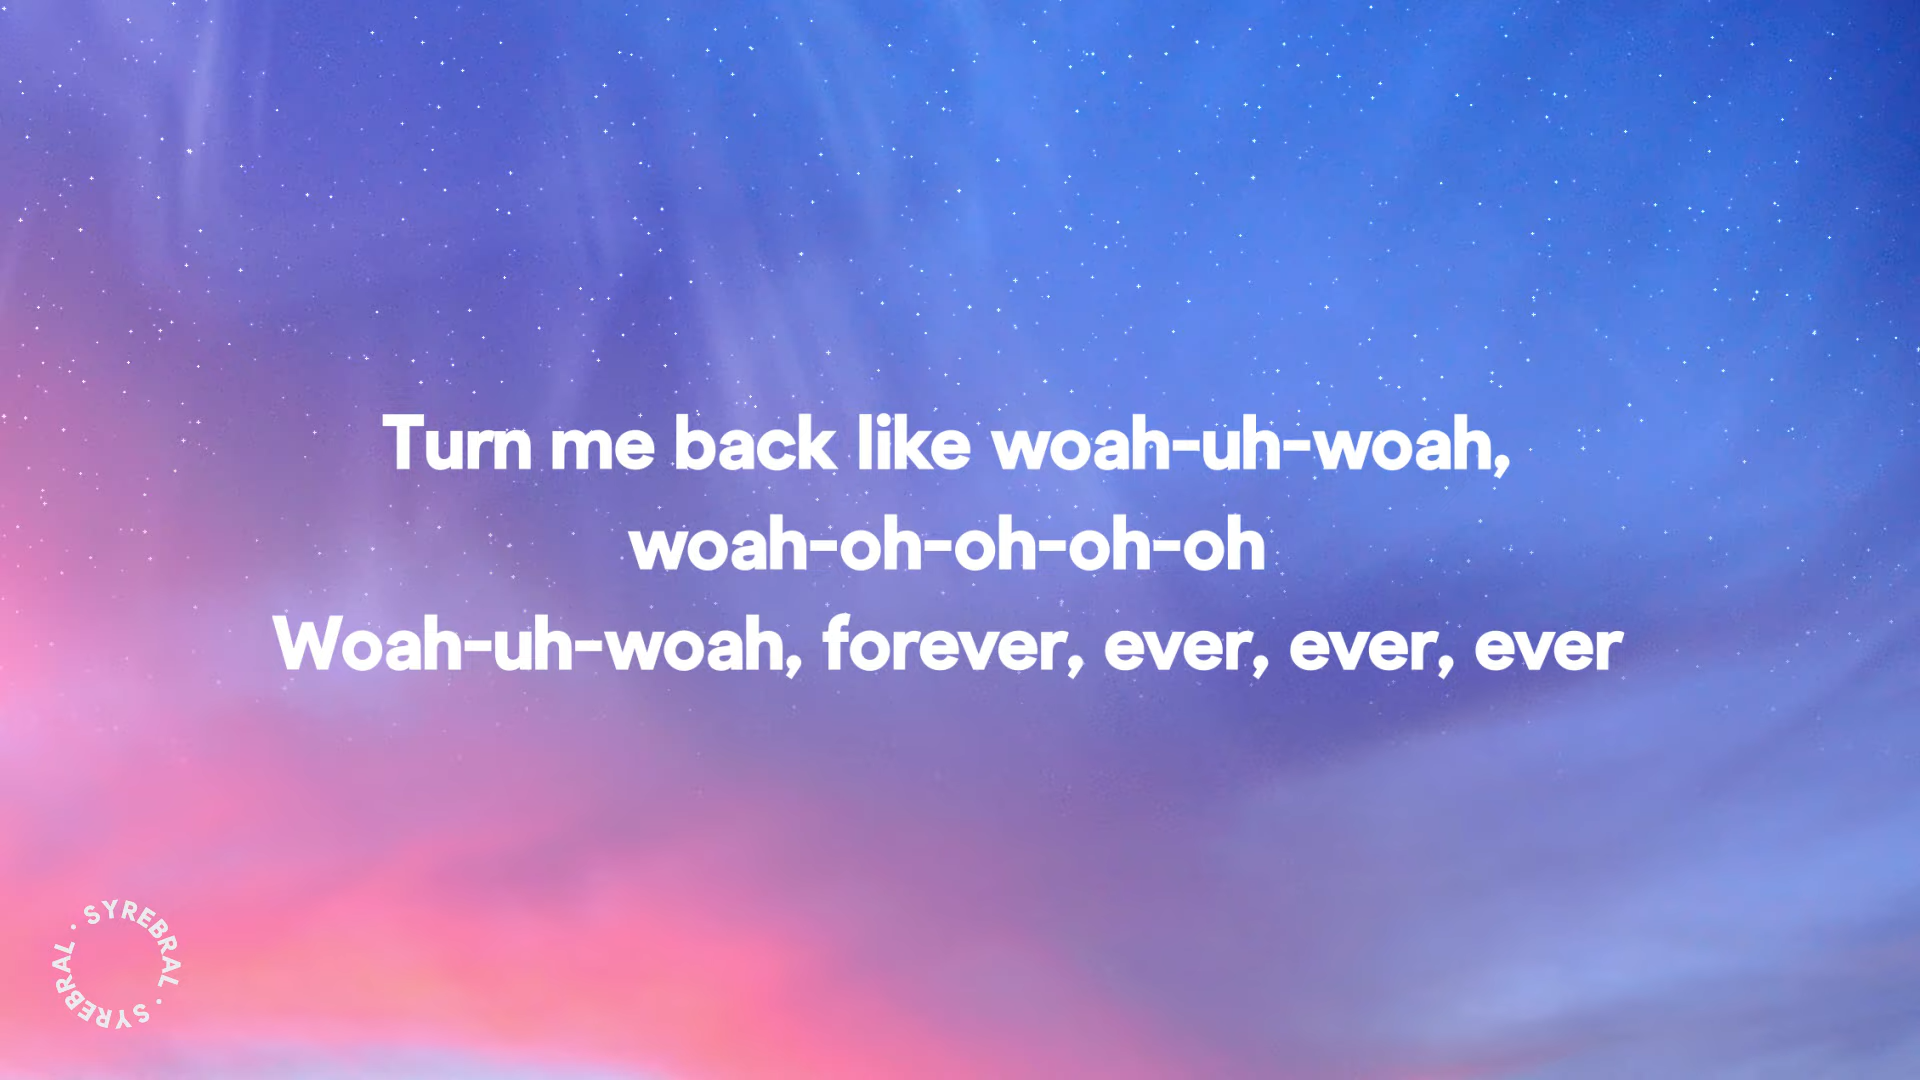 Turn me back like woah-uh-woah,
woah-oh-oh-oh-oh
Woah-uh-woah, forever, ever, ever, ever
SYREBRAL · SYREBRAL ·